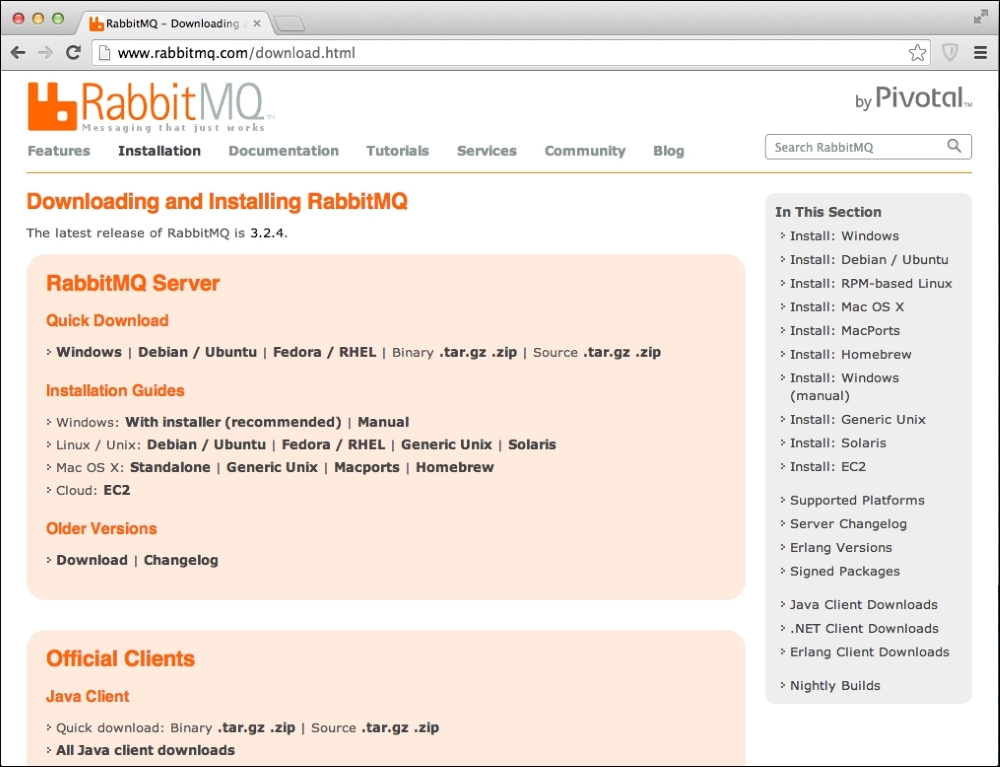 RabbitMQ – Downloading a
www.rabbitmq.com/download.html
RabbitMQ™
Messaging that just works
by Pivotal™
Features Installation Documentation Tutorials Services Community Blog
Search RabbitMQ
Downloading and Installing RabbitMQ
The latest release of RabbitMQ is 3.2.4.
RabbitMQ Server
Quick Download
Windows | Debian / Ubuntu | Fedora / RHEL | Binary .tar.gz .zip | Source .tar.gz .zip
Installation Guides
Windows: With installer (recommended) | Manual
Linux / Unix: Debian / Ubuntu | Fedora / RHEL | Generic Unix | Solaris
Mac OS X: Standalone | Generic Unix | Macports | Homebrew
Cloud: EC2
Older Versions
Download | Changelog
Official Clients
Java Client
Quick download: Binary .tar.gz .zip | Source .tar.gz .zip
All Java client downloads
In This Section
Install: Windows
Install: Debian / Ubuntu
Install: RPM-based Linux
Install: Mac OS X
Install: MacPorts
Install: Homebrew
Install: Windows
(manual)
Install: Generic Unix
Install: Solaris
Install: EC2
Supported Platforms
Server Changelog
Erlang Versions
Signed Packages
Java Client Downloads
.NET Client Downloads
Erlang Client Downloads
Nightly Builds